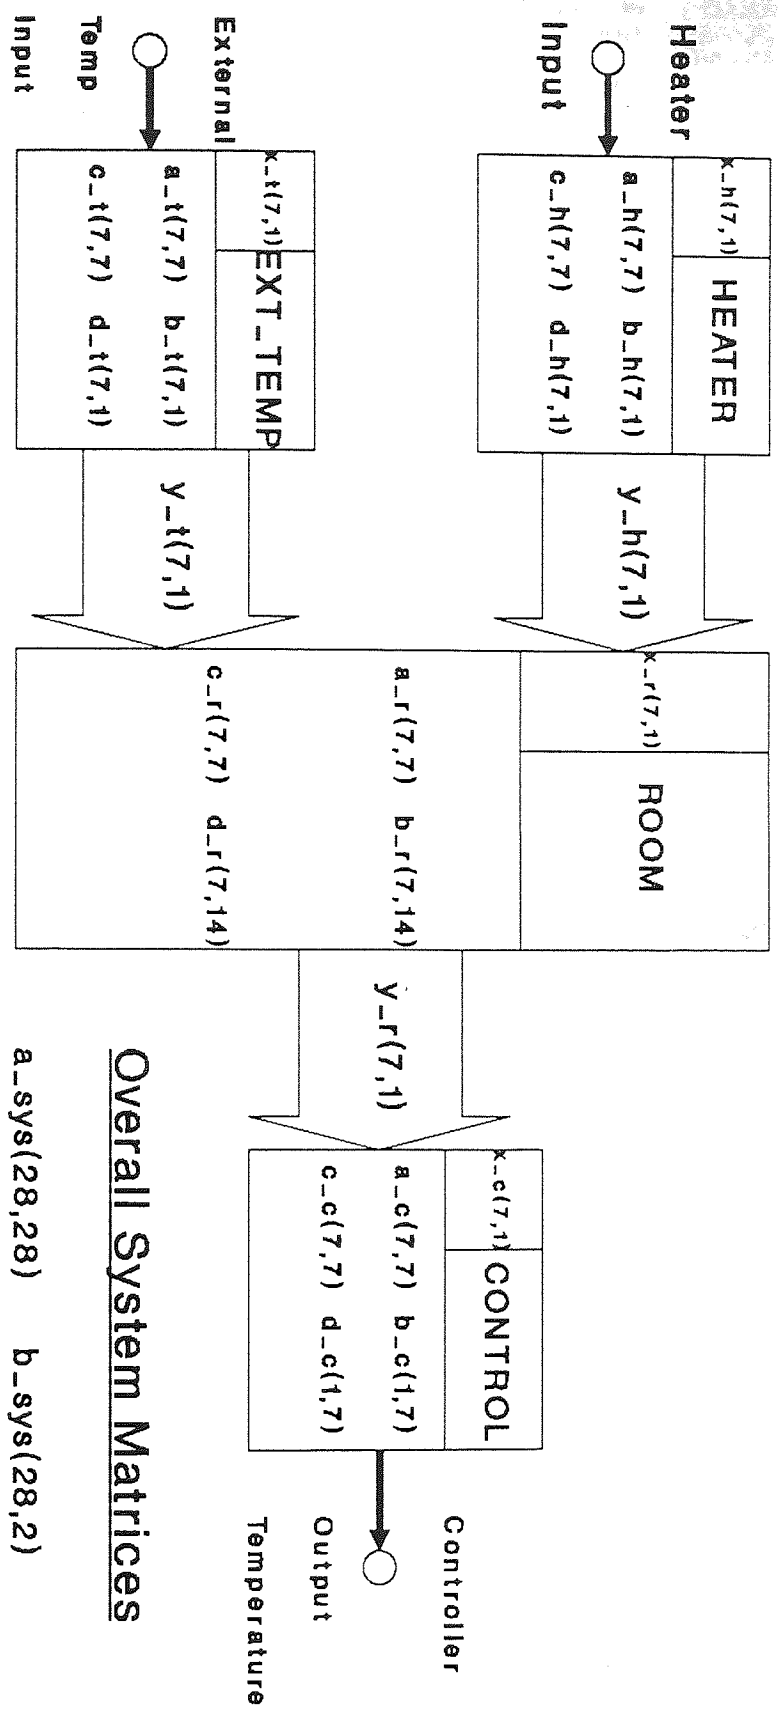 Heater
Input
x_h(7,1)
HEATER
a_h(7,7) b_h(7,1)
c_h(7,7) d_h(7,1)
y_h(7,1)
External
Temp
Input
x_t(7,1)
EXT_TEMP
a_t(7,7) b_t(7,1)
c_t(7,7) d_t(7,1)
y_t(7,1)
x_r(7,1)
ROOM
a_r(7,7) b_r(7,14)
c_r(7,7) d_r(7,14)
y_r(7,1)
x_c(7,1)
CONTROL
a_c(7,7) b_c(1,7)
c_c(7,7) d_c(1,7)
Controller
Output
Temperature
Overall System Matrices
a_sys(28,28) b_sys(28,2)